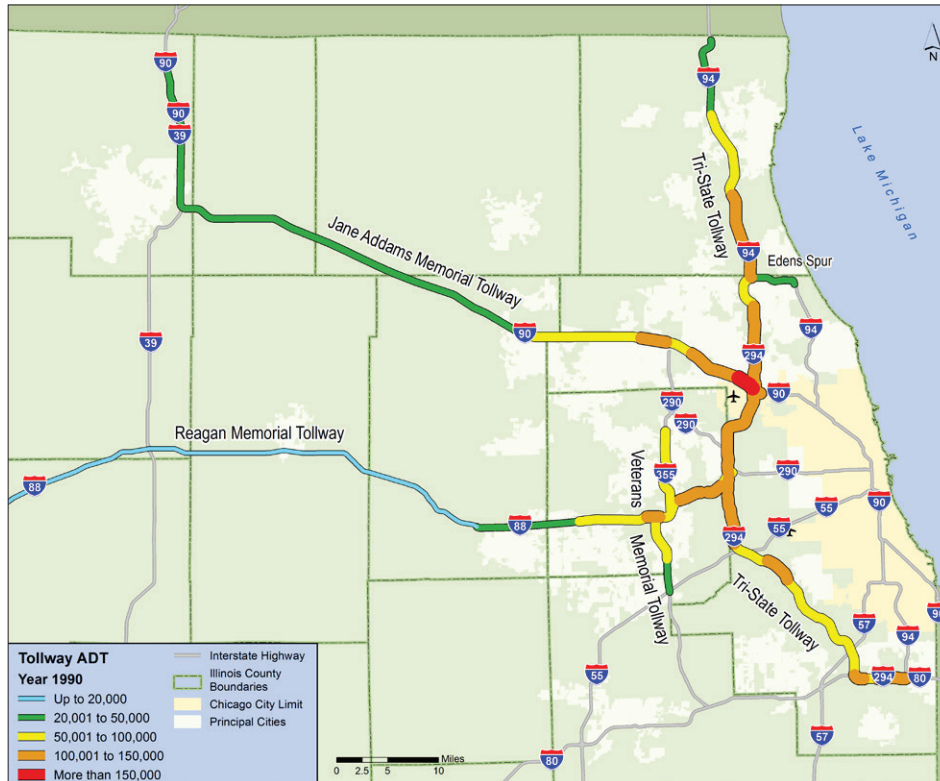 90
94
N
90
39
Lake Michigan
Tri-State Tollway
Jane Addams Memorial Tollway
94
Edens Spur
90
94
39
294
290
90
Reagan Memorial Tollway
290
Veterans
355
290
88
88
90
55
55
294
Memorial Tollway
Tri-State Tollway
57
94
55
294
80
57
80
Tollway ADT
Year 1990
Up to 20,000
20,001 to 50,000
50,001 to 100,000
100,001 to 150,000
More than 150,000
Interstate Highway
Illinois County
Boundaries
Chicago City Limit
Principal Cities
Miles
0 2.5 5 10